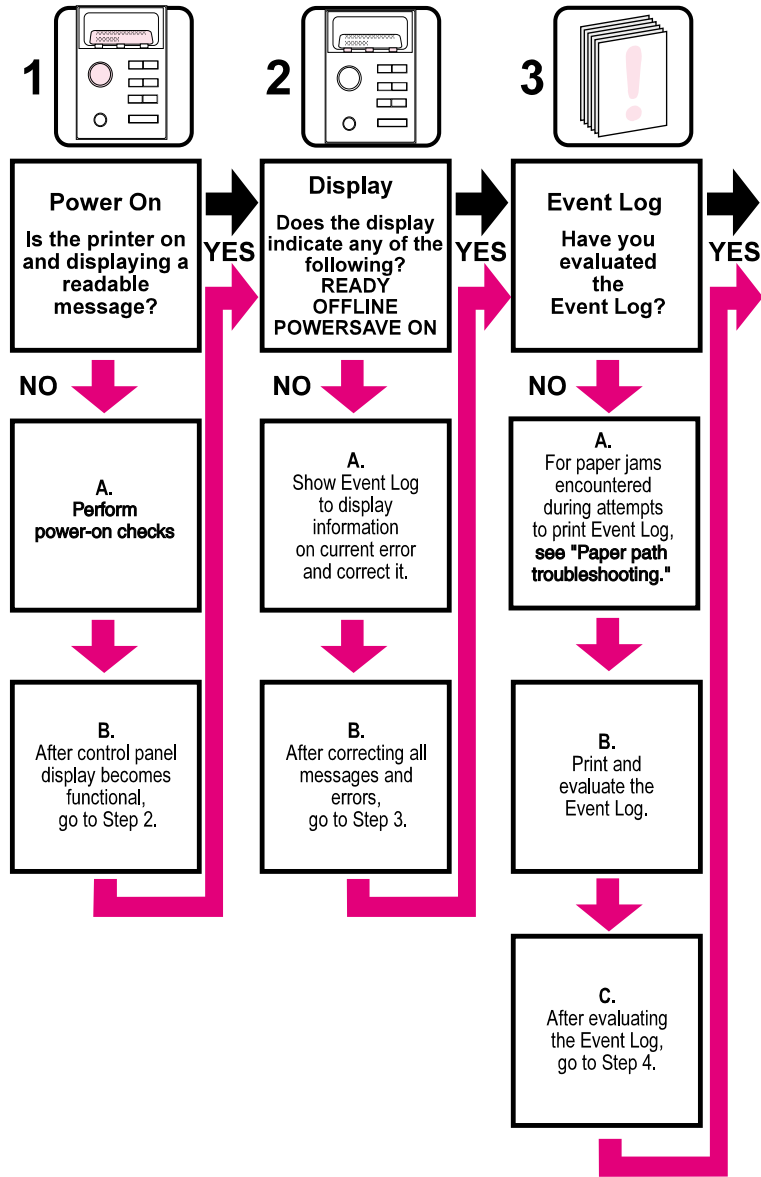 1
Power On
Is the printer on
and displaying a
readable
message?
YES
NO
A.
Perform
power-on checks
B.
After control panel
display becomes
functional,
go to Step 2.
2
Display
Does the display
indicate any of the
following?
READY
OFFLINE
POWERSAVE ON
YES
NO
A.
Show Event Log
to display
information
on current error
and correct it.
B.
After correcting all
messages and
errors,
go to Step 3.
3
Event Log
Have you
evaluated
the
Event Log?
YES
NO
A.
For paper jams
encountered
during attempts
to print Event Log,
see "Paper path
troubleshooting."
B.
Print and
evaluate the
Event Log.
C.
After evaluating
the Event Log,
go to Step 4.